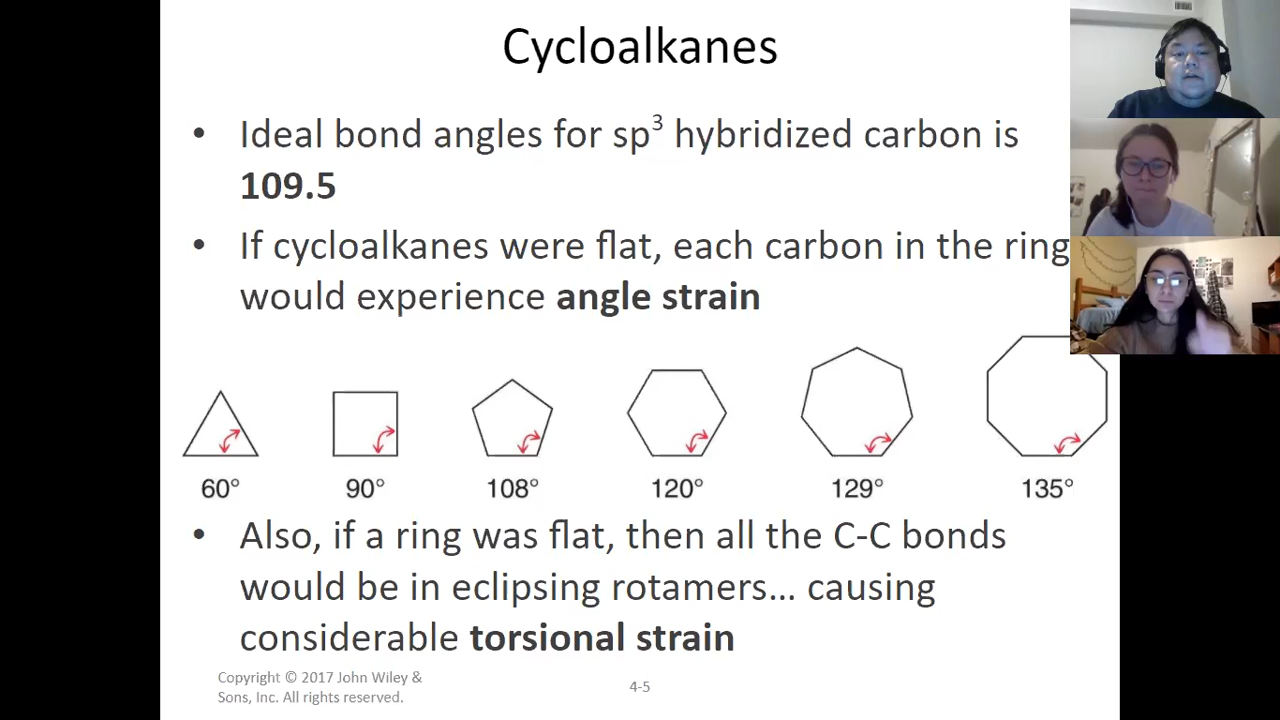 Cycloalkanes
• Ideal bond angles for sp³ hybridized carbon is
109.5
• If cycloalkanes were flat, each carbon in the ring
would experience angle strain
60° 90° 108° 120° 129° 135°
• Also, if a ring was flat, then all the C-C bonds
would be in eclipsing rotamers... causing
considerable torsional strain
Copyright © 2017 John Wiley &
Sons, Inc. All rights reserved.
4-5